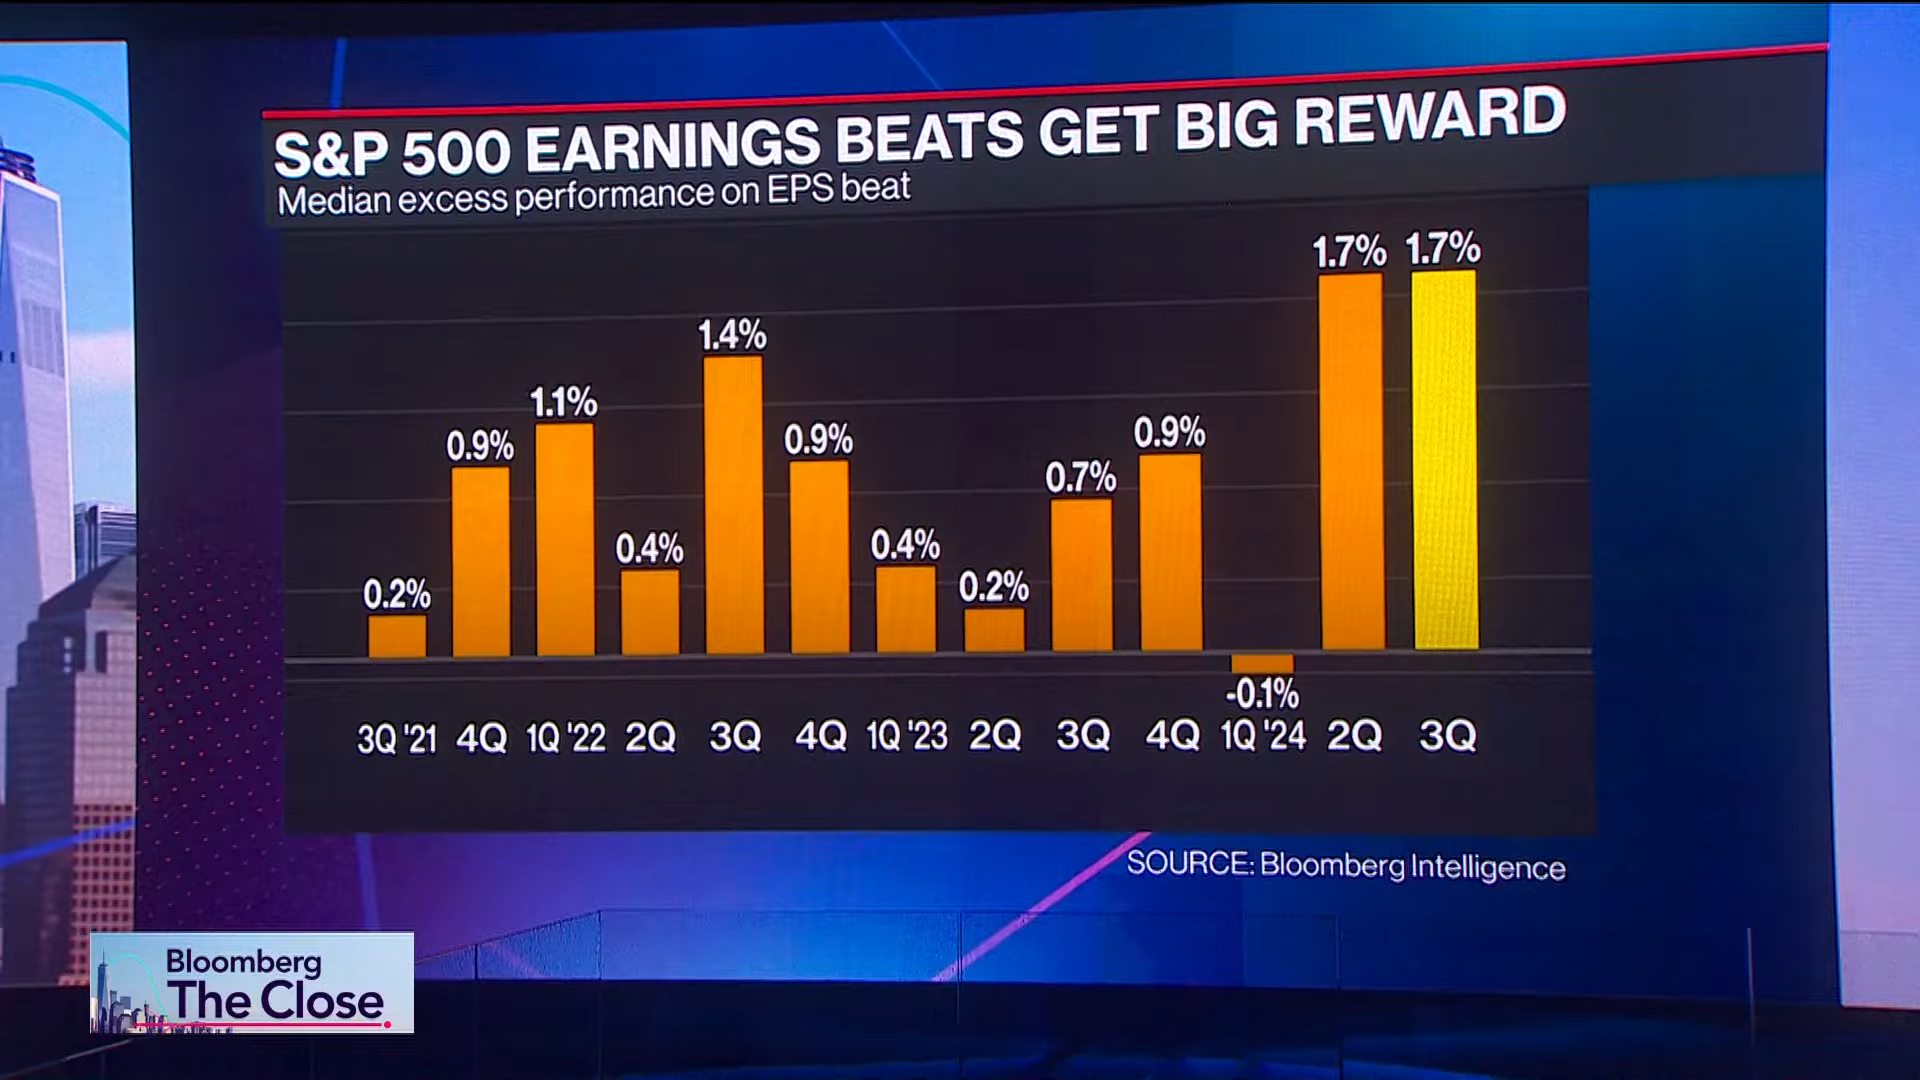 S&P 500 EARNINGS BEATS GET BIG REWARD
Median excess performance on EPS beat
0.2%
0.9%
1.1%
0.4%
1.4%
0.9%
0.4%
0.2%
0.7%
0.9%
-0.1%
1.7%
1.7%
3Q '21 4Q 1Q '22 2Q 3Q 4Q 1Q '23 2Q 3Q 4Q 1Q '24 2Q 3Q
SOURCE: Bloomberg Intelligence
Bloomberg
The Close